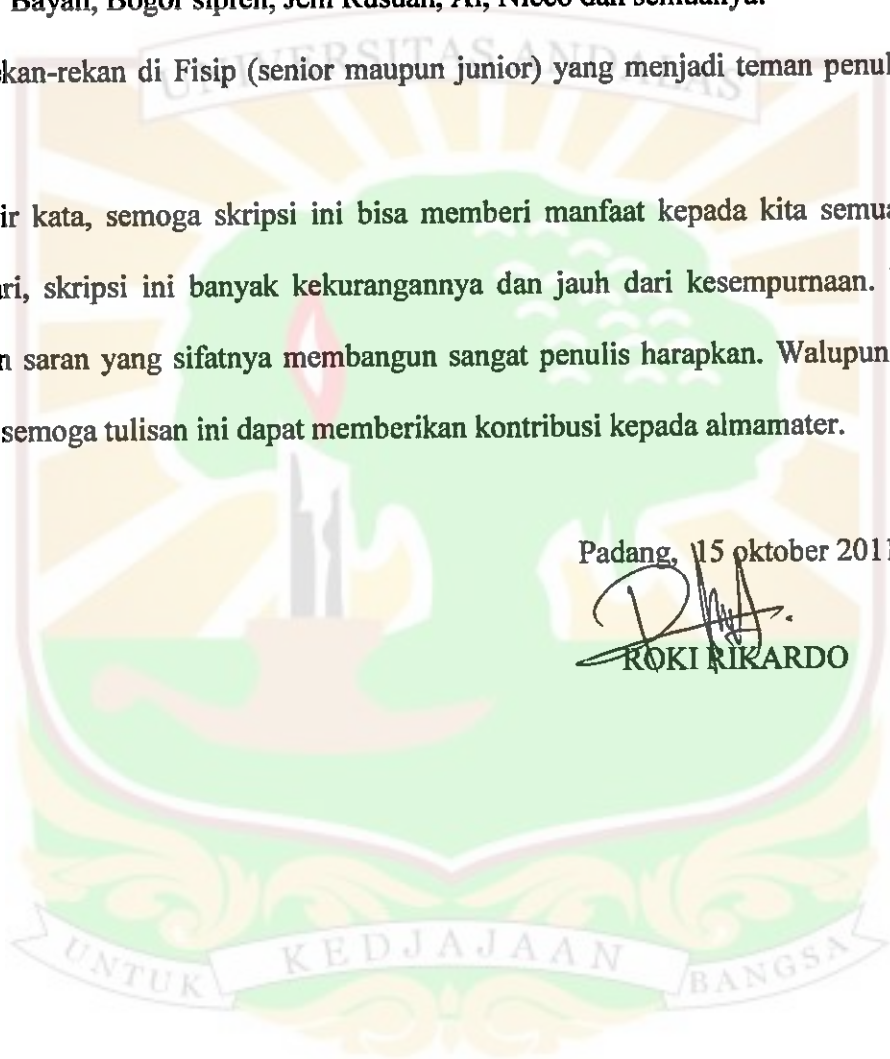 Bayan, Bogor sipren, Jeni Rusuah, Al, Nicco dan semuanya.
UNIVERSITAS ANDALAS
kan-rekan di Fisip (senior maupun junior) yang menjadi teman penul
ir kata, semoga skripsi ini bisa memberi manfaat kepada kita semua
ri, skripsi ini banyak kekurangannya dan jauh dari kesempurnaan.
n saran yang sifatnya membangun sangat penulis harapkan. Walupun
semoga tulisan ini dapat memberikan kontribusi kepada almamater.
Padang, 15 oktober 2011
ROKI RIKARDO
UNTUK KEDJAJAAN BANGSA